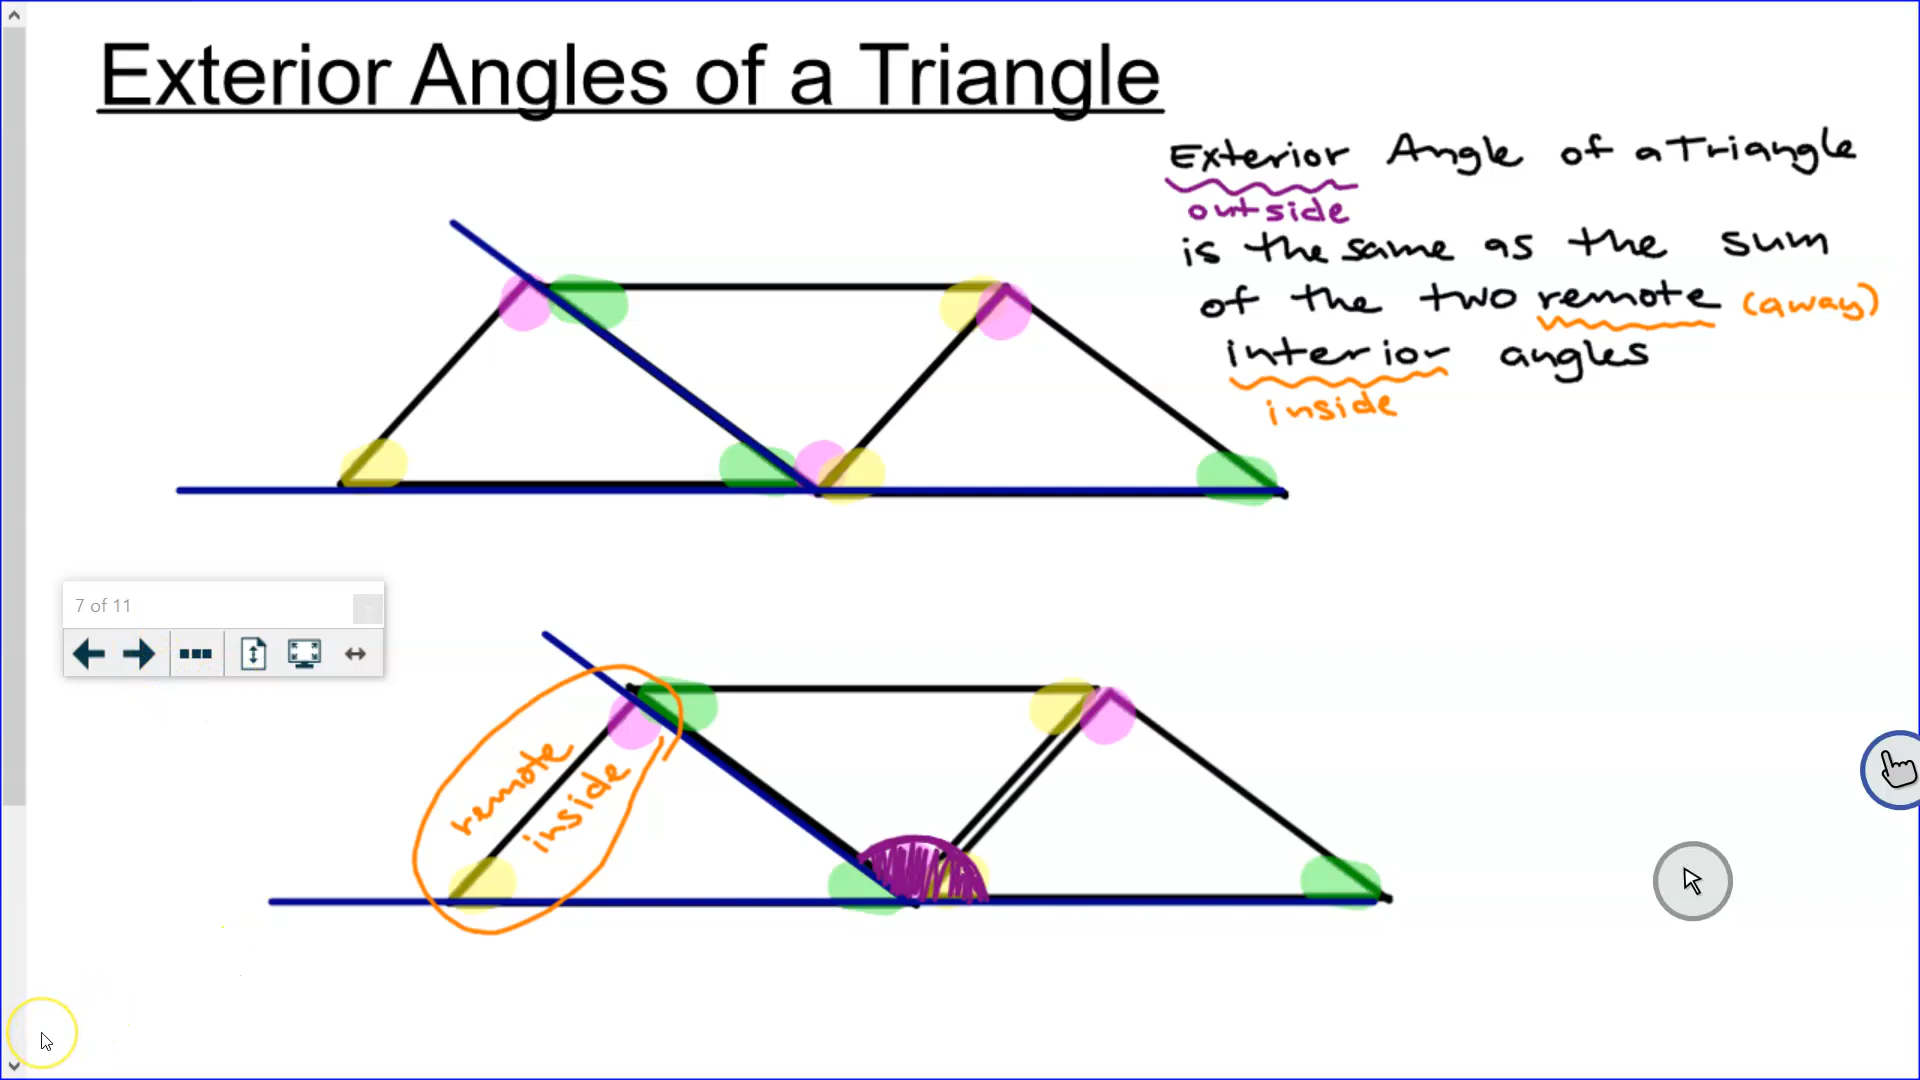 Exterior Angles of a Triangle
Exterior Angle of a Triangle
outside
is the same as the sum
of the two remote (away)
interior angles
inside
7 of 11
remote
inside